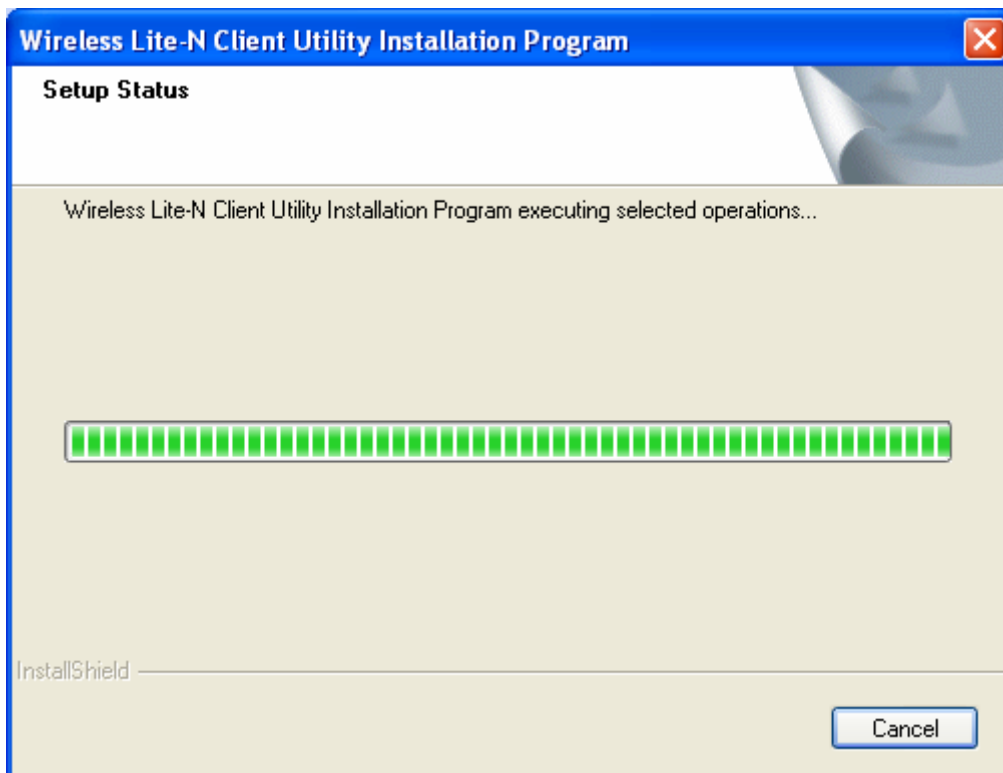 Wireless Lite-N Client Utility Installation Program
Setup Status
Wireless Lite-N Client Utility Installation Program executing selected operations...
InstallShield
Cancel